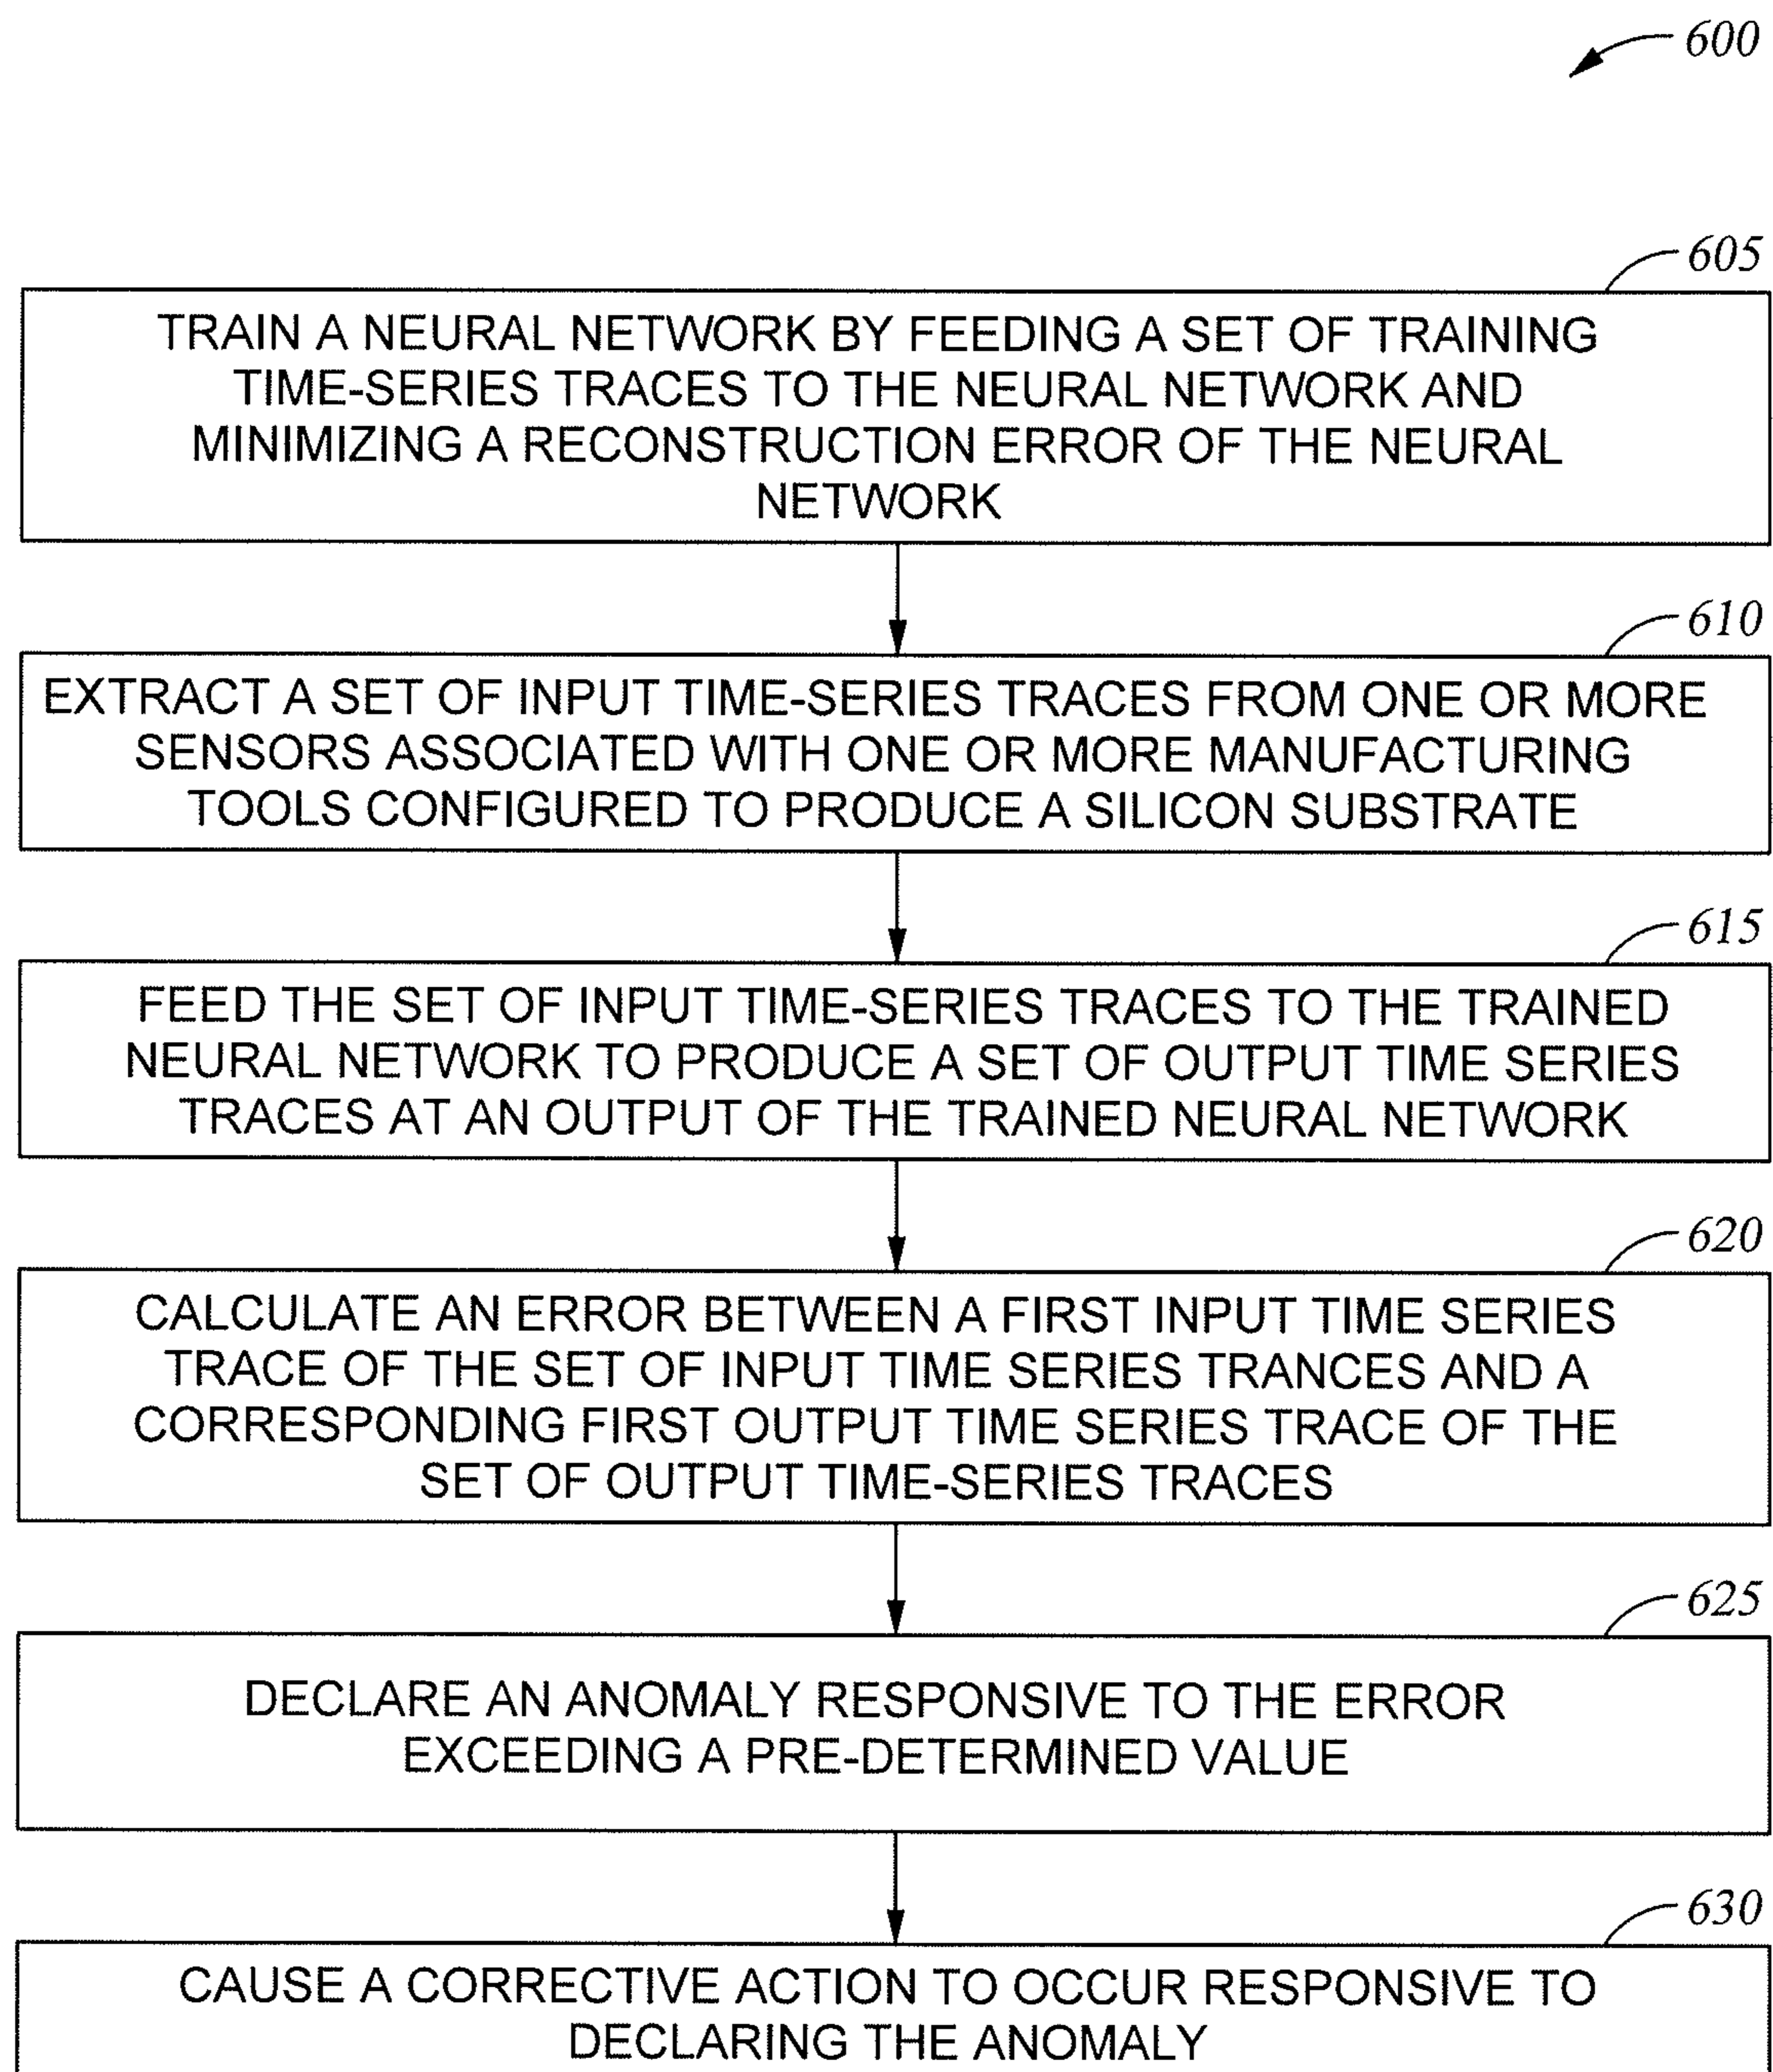 600
605
TRAIN A NEURAL NETWORK BY FEEDING A SET OF TRAINING
TIME-SERIES TRACES TO THE NEURAL NETWORK AND
MINIMIZING A RECONSTRUCTION ERROR OF THE NEURAL
NETWORK
610
EXTRACT A SET OF INPUT TIME-SERIES TRACES FROM ONE OR MORE
SENSORS ASSOCIATED WITH ONE OR MORE MANUFACTURING
TOOLS CONFIGURED TO PRODUCE A SILICON SUBSTRATE
615
FEED THE SET OF INPUT TIME-SERIES TRACES TO THE TRAINED
NEURAL NETWORK TO PRODUCE A SET OF OUTPUT TIME SERIES
TRACES AT AN OUTPUT OF THE TRAINED NEURAL NETWORK
620
CALCULATE AN ERROR BETWEEN A FIRST INPUT TIME SERIES
TRACE OF THE SET OF INPUT TIME SERIES TRANCES AND A
CORRESPONDING FIRST OUTPUT TIME SERIES TRACE OF THE
SET OF OUTPUT TIME-SERIES TRACES
625
DECLARE AN ANOMALY RESPONSIVE TO THE ERROR
EXCEEDING A PRE-DETERMINED VALUE
630
CAUSE A CORRECTIVE ACTION TO OCCUR RESPONSIVE TO
DECLARING THE ANOMALY